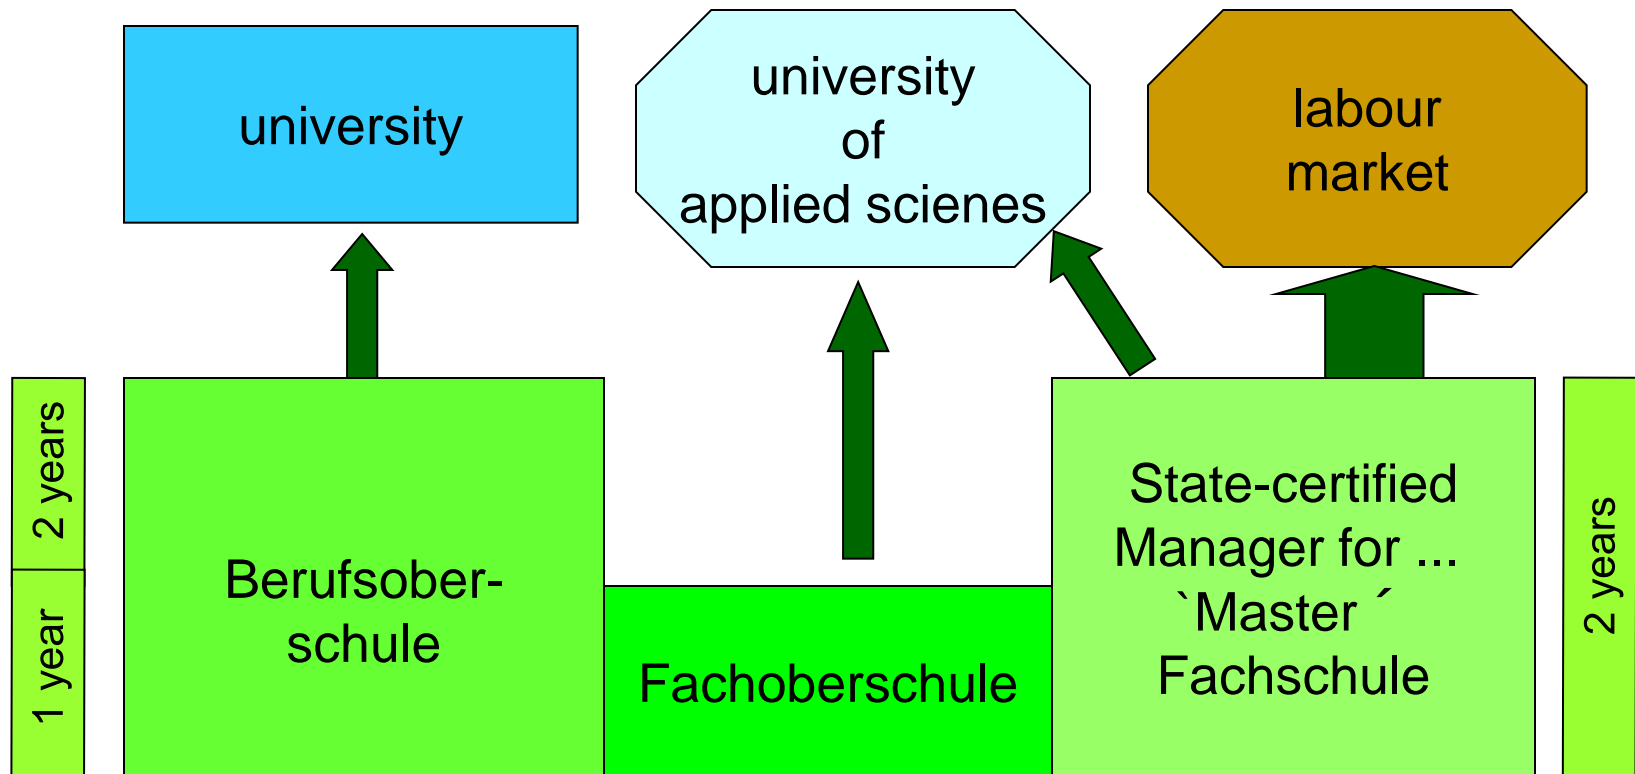 university
university
of
applied scienes
labour
market
2 years
1 year
Berufsober-
schule
Fachoberschule
State-certified
Manager for ...
`Master ´
Fachschule
2 years